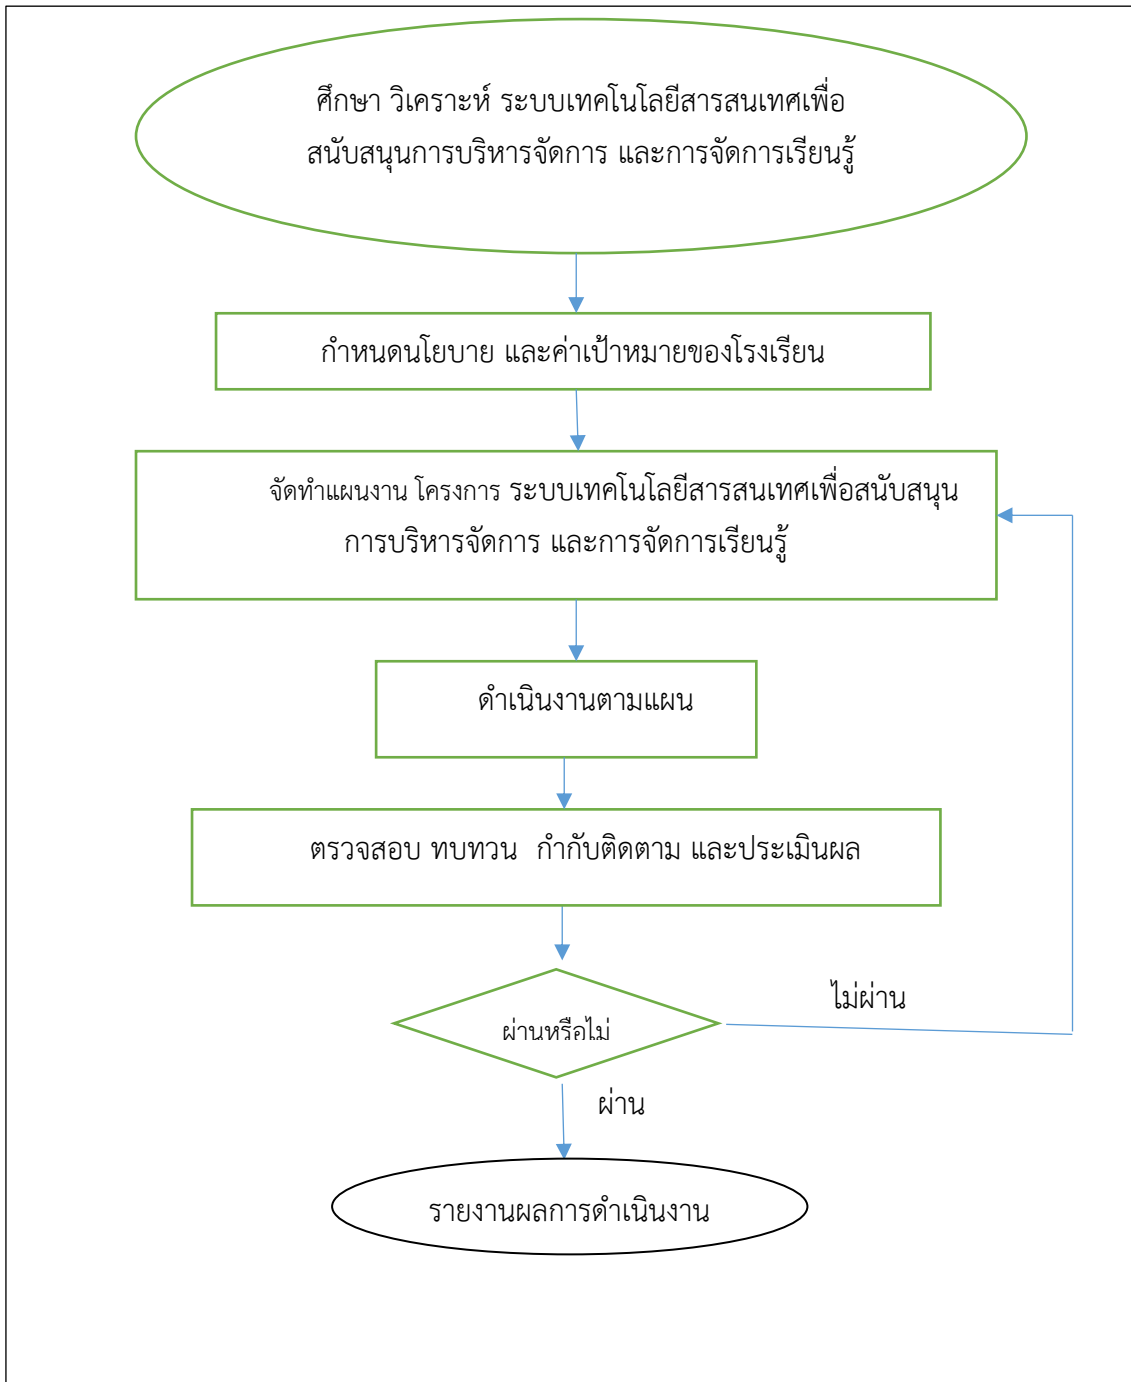 ศึกษา วิเคราะห์ ระบบเทคโนโลยีสารสนเทศเพื่อ
สนับสนุนการบริหารจัดการ และการจัดการเรียนรู้
กำหนดนโยบาย และค่าเป้าหมายของโรงเรียน
จัดทำแผนงาน โครงการ ระบบเทคโนโลยีสารสนเทศเพื่อสนับสนุน
การบริหารจัดการ และการจัดการเรียนรู้
ดำเนินงานตามแผน
ตรวจสอบ ทบทวน  กำกับติดตาม และประเมินผล
ไม่ผ่าน
ผ่านหรือไม่
ผ่าน
รายงานผลการดำเนินงาน